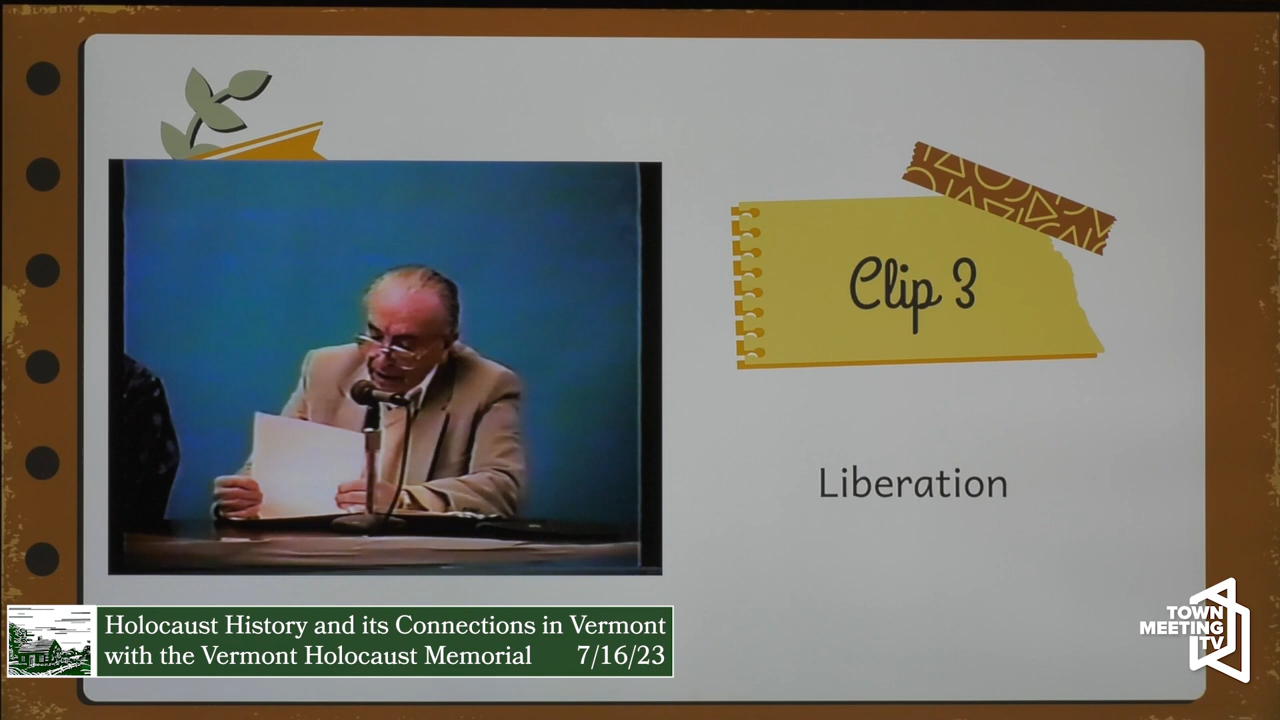 Clip 3
Liberation
Holocaust History and its Connections in Vermont
with the Vermont Holocaust Memorial 7/16/23
TOWN
MEETING
TV